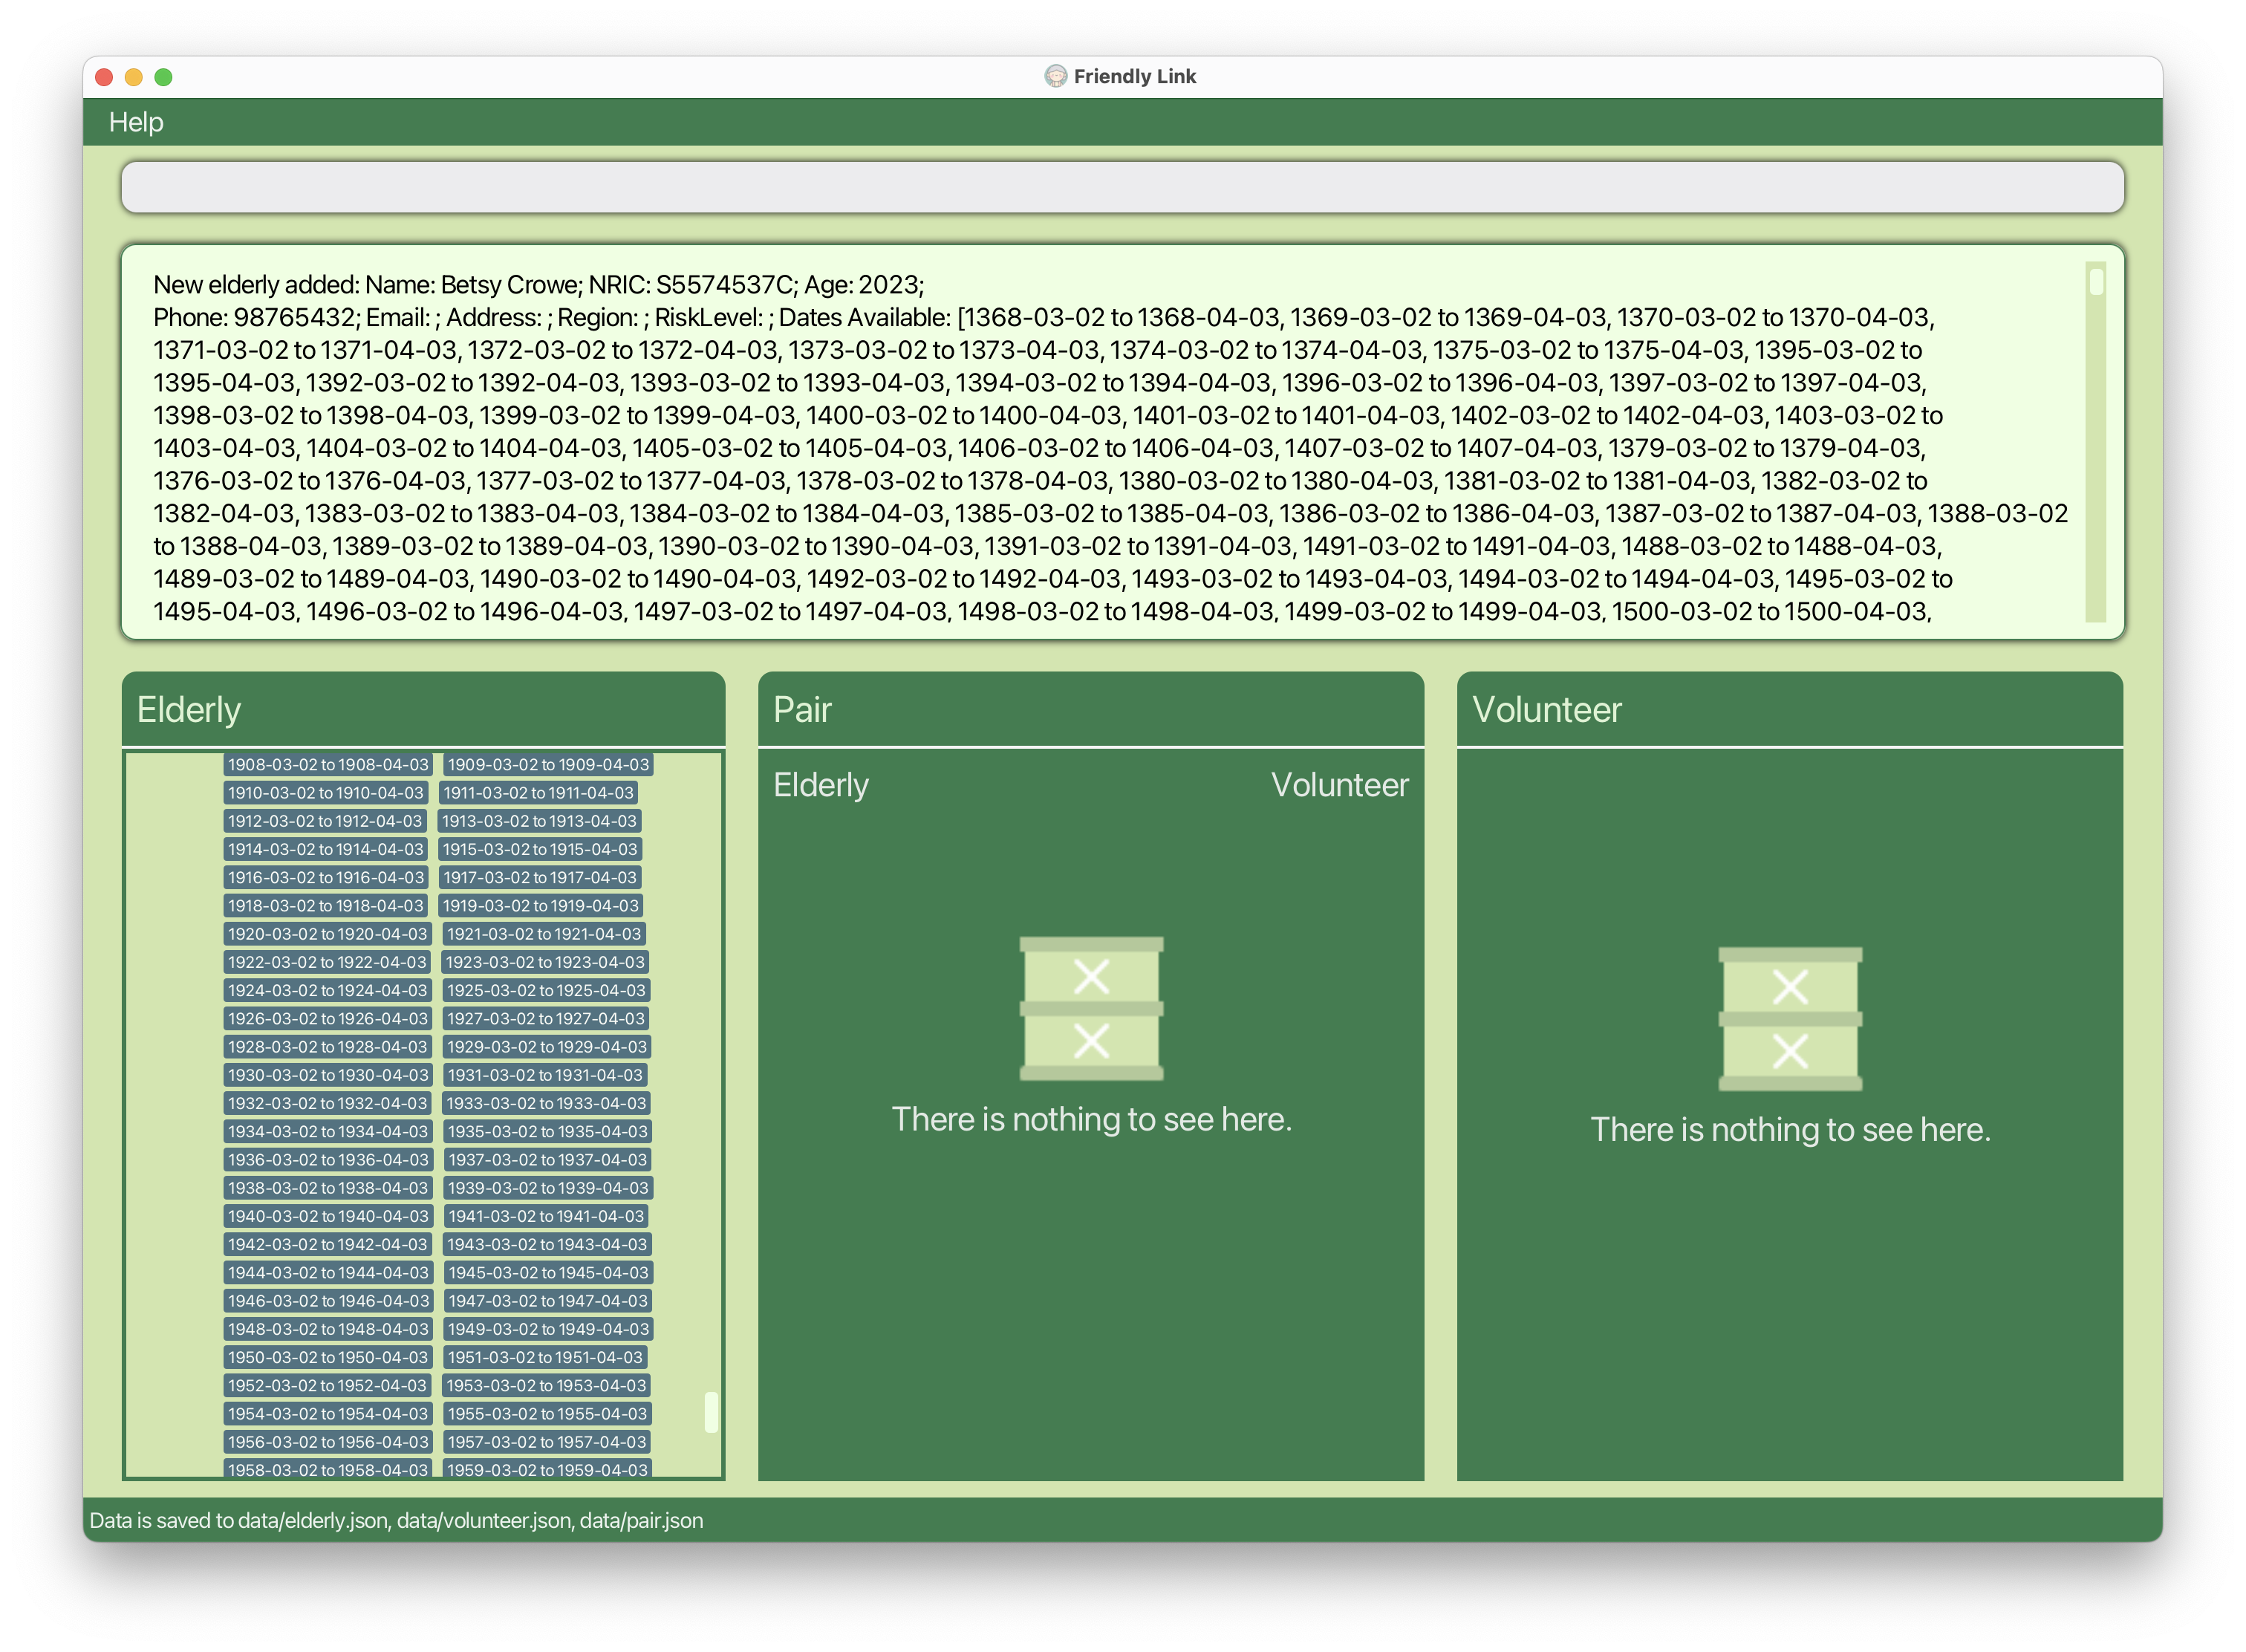 Friendly Link
Help
New elderly added: Name: Betsy Crowe; NRIC: S5574537C; Age: 2023;
Phone: 98765432; Email: ; Address: ; Region: ; RiskLevel: ; Dates Available: [1368-03-02 to 1368-04-03, 1369-03-02 to 1369-04-03, 1370-03-02 to 1370-04-03,
1371-03-02 to 1371-04-03, 1372-03-02 to 1372-04-03, 1373-03-02 to 1373-04-03, 1374-03-02 to 1374-04-03, 1375-03-02 to 1375-04-03, 1395-03-02 to
1395-04-03, 1392-03-02 to 1392-04-03, 1393-03-02 to 1393-04-03, 1394-03-02 to 1394-04-03, 1396-03-02 to 1396-04-03, 1397-03-02 to 1397-04-03,
1398-03-02 to 1398-04-03, 1399-03-02 to 1399-04-03, 1400-03-02 to 1400-04-03, 1401-03-02 to 1401-04-03, 1402-03-02 to 1402-04-03, 1403-03-02 to
1403-04-03, 1404-03-02 to 1404-04-03, 1405-03-02 to 1405-04-03, 1406-03-02 to 1406-04-03, 1407-03-02 to 1407-04-03, 1379-03-02 to 1379-04-03,
1376-03-02 to 1376-04-03, 1377-03-02 to 1377-04-03, 1378-03-02 to 1378-04-03, 1380-03-02 to 1380-04-03, 1381-03-02 to 1381-04-03, 1382-03-02 to
1382-04-03, 1383-03-02 to 1383-04-03, 1384-03-02 to 1384-04-03, 1385-03-02 to 1385-04-03, 1386-03-02 to 1386-04-03, 1387-03-02 to 1387-04-03, 1388-03-02
to 1388-04-03, 1389-03-02 to 1389-04-03, 1390-03-02 to 1390-04-03, 1391-03-02 to 1391-04-03, 1491-03-02 to 1491-04-03, 1488-03-02 to 1488-04-03,
1489-03-02 to 1489-04-03, 1490-03-02 to 1490-04-03, 1492-03-02 to 1492-04-03, 1493-03-02 to 1493-04-03, 1494-03-02 to 1494-04-03, 1495-03-02 to
1495-04-03, 1496-03-02 to 1496-04-03, 1497-03-02 to 1497-04-03, 1498-03-02 to 1498-04-03, 1499-03-02 to 1499-04-03, 1500-03-02 to 1500-04-03,
Elderly
1908-03-02 to 1908-04-03 1909-03-02 to 1909-04-03
1910-03-02 to 1910-04-03 1911-03-02 to 1911-04-03
1912-03-02 to 1912-04-03 1913-03-02 to 1913-04-03
1914-03-02 to 1914-04-03 1915-03-02 to 1915-04-03
1916-03-02 to 1916-04-03 1917-03-02 to 1917-04-03
1918-03-02 to 1918-04-03 1919-03-02 to 1919-04-03
1920-03-02 to 1920-04-03 1921-03-02 to 1921-04-03
1922-03-02 to 1922-04-03 1923-03-02 to 1923-04-03
1924-03-02 to 1924-04-03 1925-03-02 to 1925-04-03
1926-03-02 to 1926-04-03 1927-03-02 to 1927-04-03
1928-03-02 to 1928-04-03 1929-03-02 to 1929-04-03
1930-03-02 to 1930-04-03 1931-03-02 to 1931-04-03
1932-03-02 to 1932-04-03 1933-03-02 to 1933-04-03
1934-03-02 to 1934-04-03 1935-03-02 to 1935-04-03
1936-03-02 to 1936-04-03 1937-03-02 to 1937-04-03
1938-03-02 to 1938-04-03 1939-03-02 to 1939-04-03
1940-03-02 to 1940-04-03 1941-03-02 to 1941-04-03
1942-03-02 to 1942-04-03 1943-03-02 to 1943-04-03
1944-03-02 to 1944-04-03 1945-03-02 to 1945-04-03
1946-03-02 to 1946-04-03 1947-03-02 to 1947-04-03
1948-03-02 to 1948-04-03 1949-03-02 to 1949-04-03
1950-03-02 to 1950-04-03 1951-03-02 to 1951-04-03
1952-03-02 to 1952-04-03 1953-03-02 to 1953-04-03
1954-03-02 to 1954-04-03 1955-03-02 to 1955-04-03
1956-03-02 to 1956-04-03 1957-03-02 to 1957-04-03
1958-03-02 to 1958-04-03 1959-03-02 to 1959-04-03
Pair
Elderly Volunteer
There is nothing to see here.
Volunteer
There is nothing to see here.
Data is saved to data/elderly.json, data/volunteer.json, data/pair.json